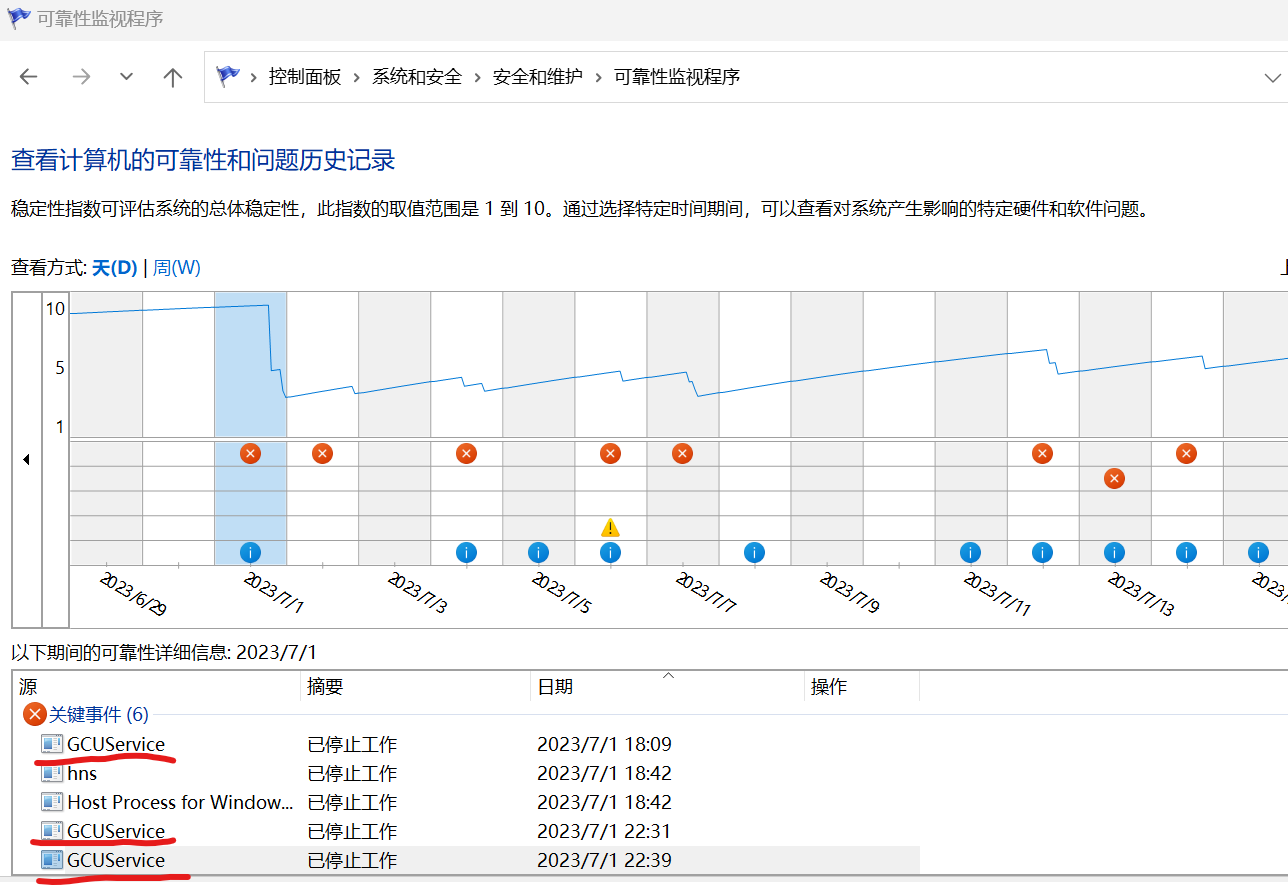 可靠性监视程序
控制面板 > 系统和安全 > 安全和维护 > 可靠性监视程序
查看计算机的可靠性和问题历史记录
稳定性指数可评估系统的总体稳定性，此指数的取值范围是 1 到 10。通过选择特定时间期间，可以查看对系统产生影响的特定硬件和软件问题。
查看方式: 天(D) | 周(W)
10
5
1
2023/6/29 2023/7/1 2023/7/3 2023/7/5 2023/7/7 2023/7/9 2023/7/11 2023/7/13
以下期间的可靠性详细信息: 2023/7/1
源 摘要 日期 操作
关键事件 (6)
GCUService 已停止工作 2023/7/1 18:09
hns 已停止工作 2023/7/1 18:42
Host Process for Window... 已停止工作 2023/7/1 18:42
GCUService 已停止工作 2023/7/1 22:31
GCUService 已停止工作 2023/7/1 22:39